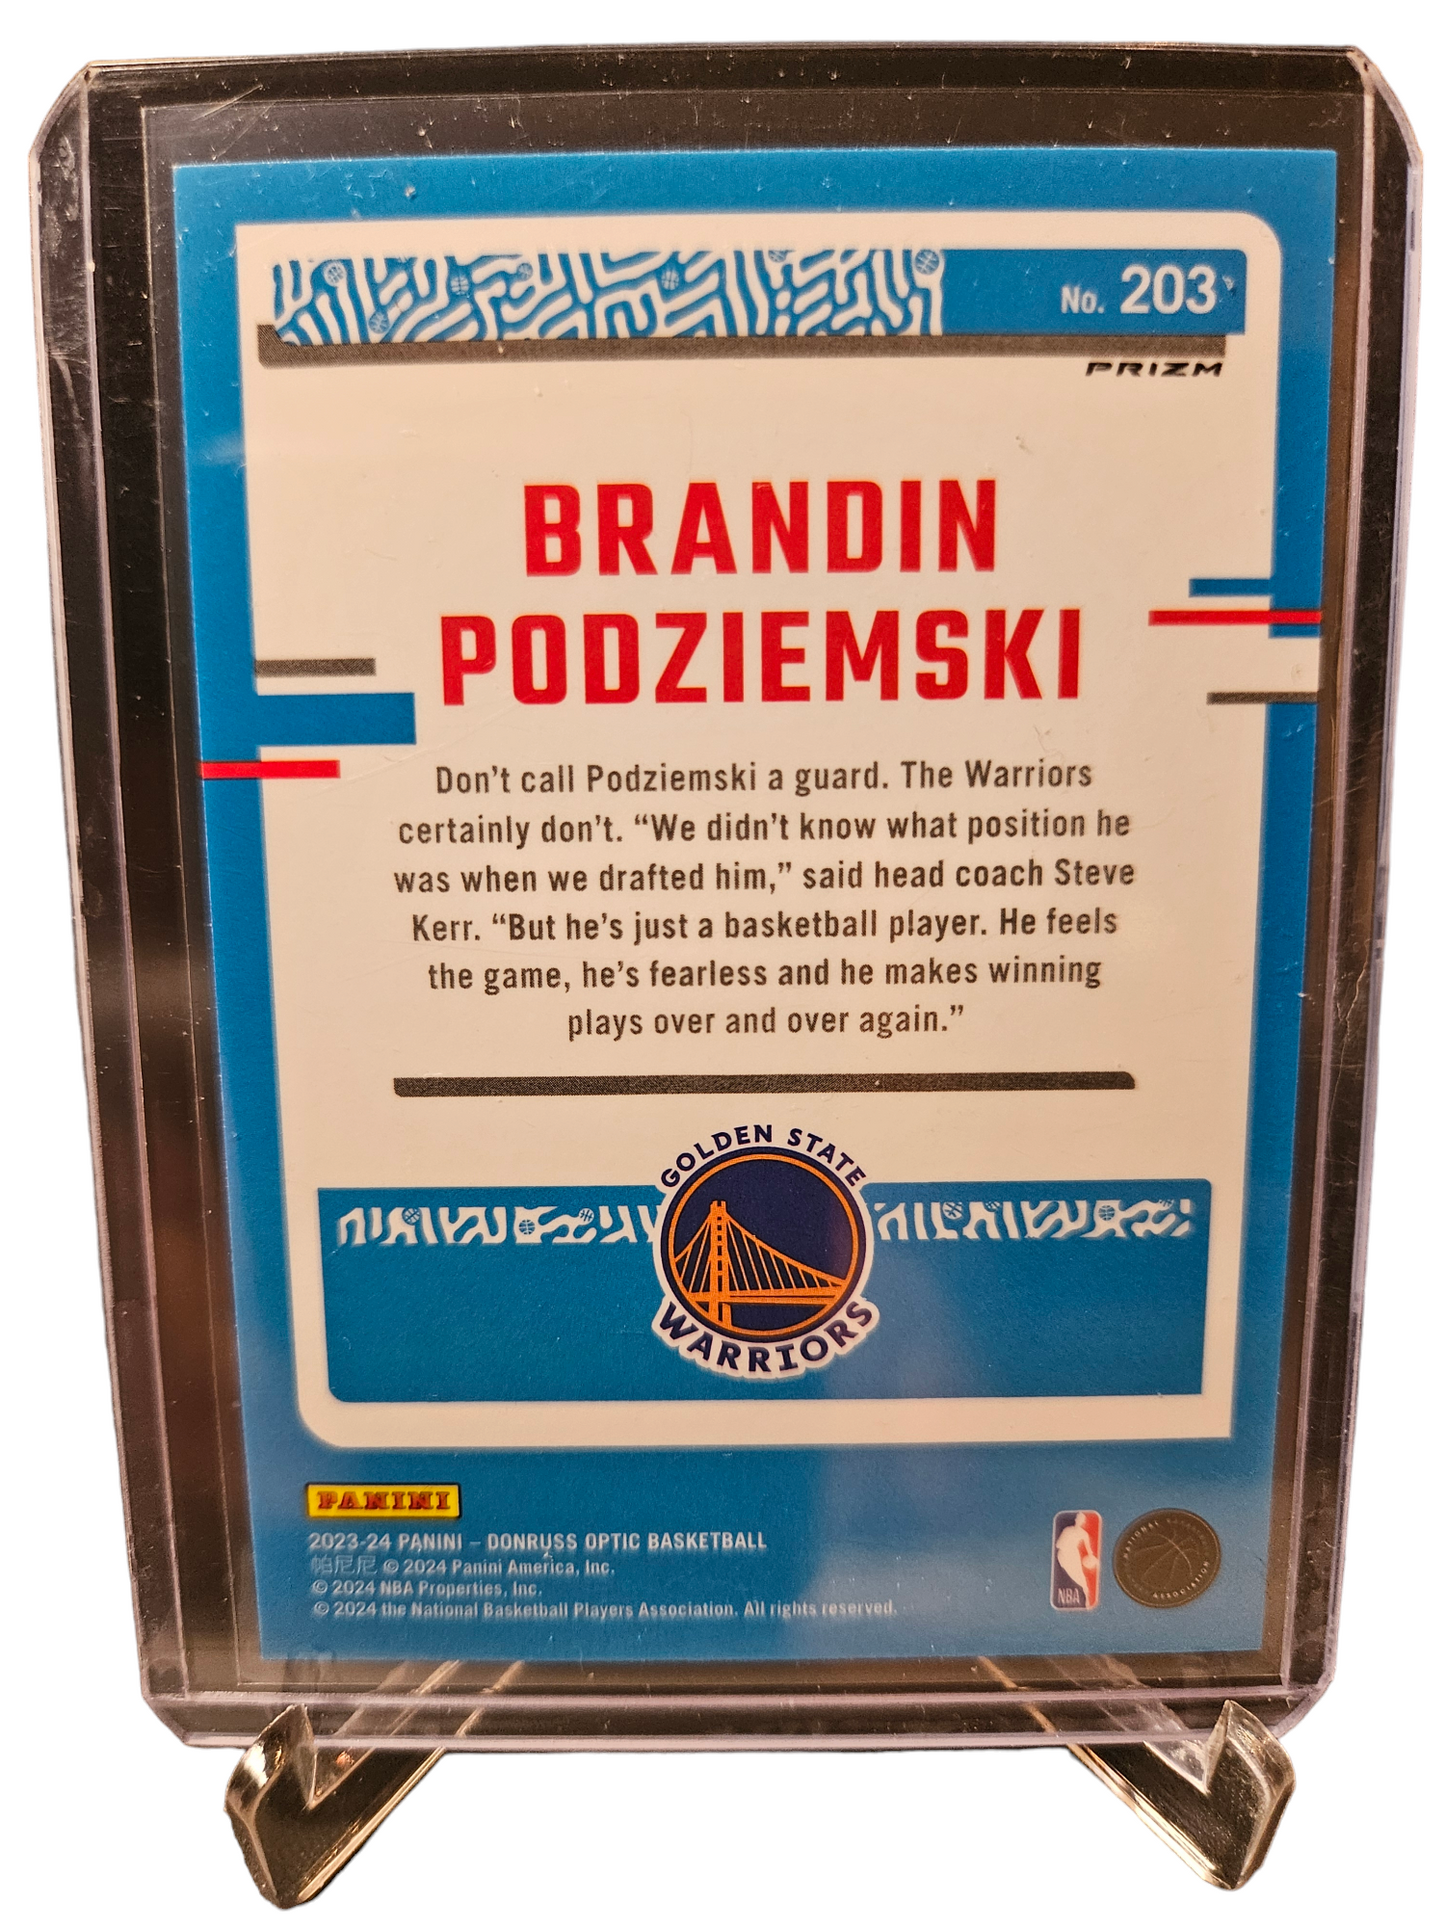 No. 203
PRIZM
BRANDIN
PODZIEMSKI
Don't call Podziemski a guard. The Warriors
certainly don't. “We didn't know what position he
was when we drafted him,” said head coach Steve
Kerr. “But he's just a basketball player. He feels
the game, he's fearless and he makes winning
plays over and over again.”
GOLDEN STATE
WARRIORS
PANINI
2023-24 PANINI – DONRUSS OPTIC BASKETBALL
帕尼尼 © 2024 Panini America, Inc.
© 2024 NBA Properties, Inc.
© 2024 the National Basketball Players Association. All rights reserved.
NBA